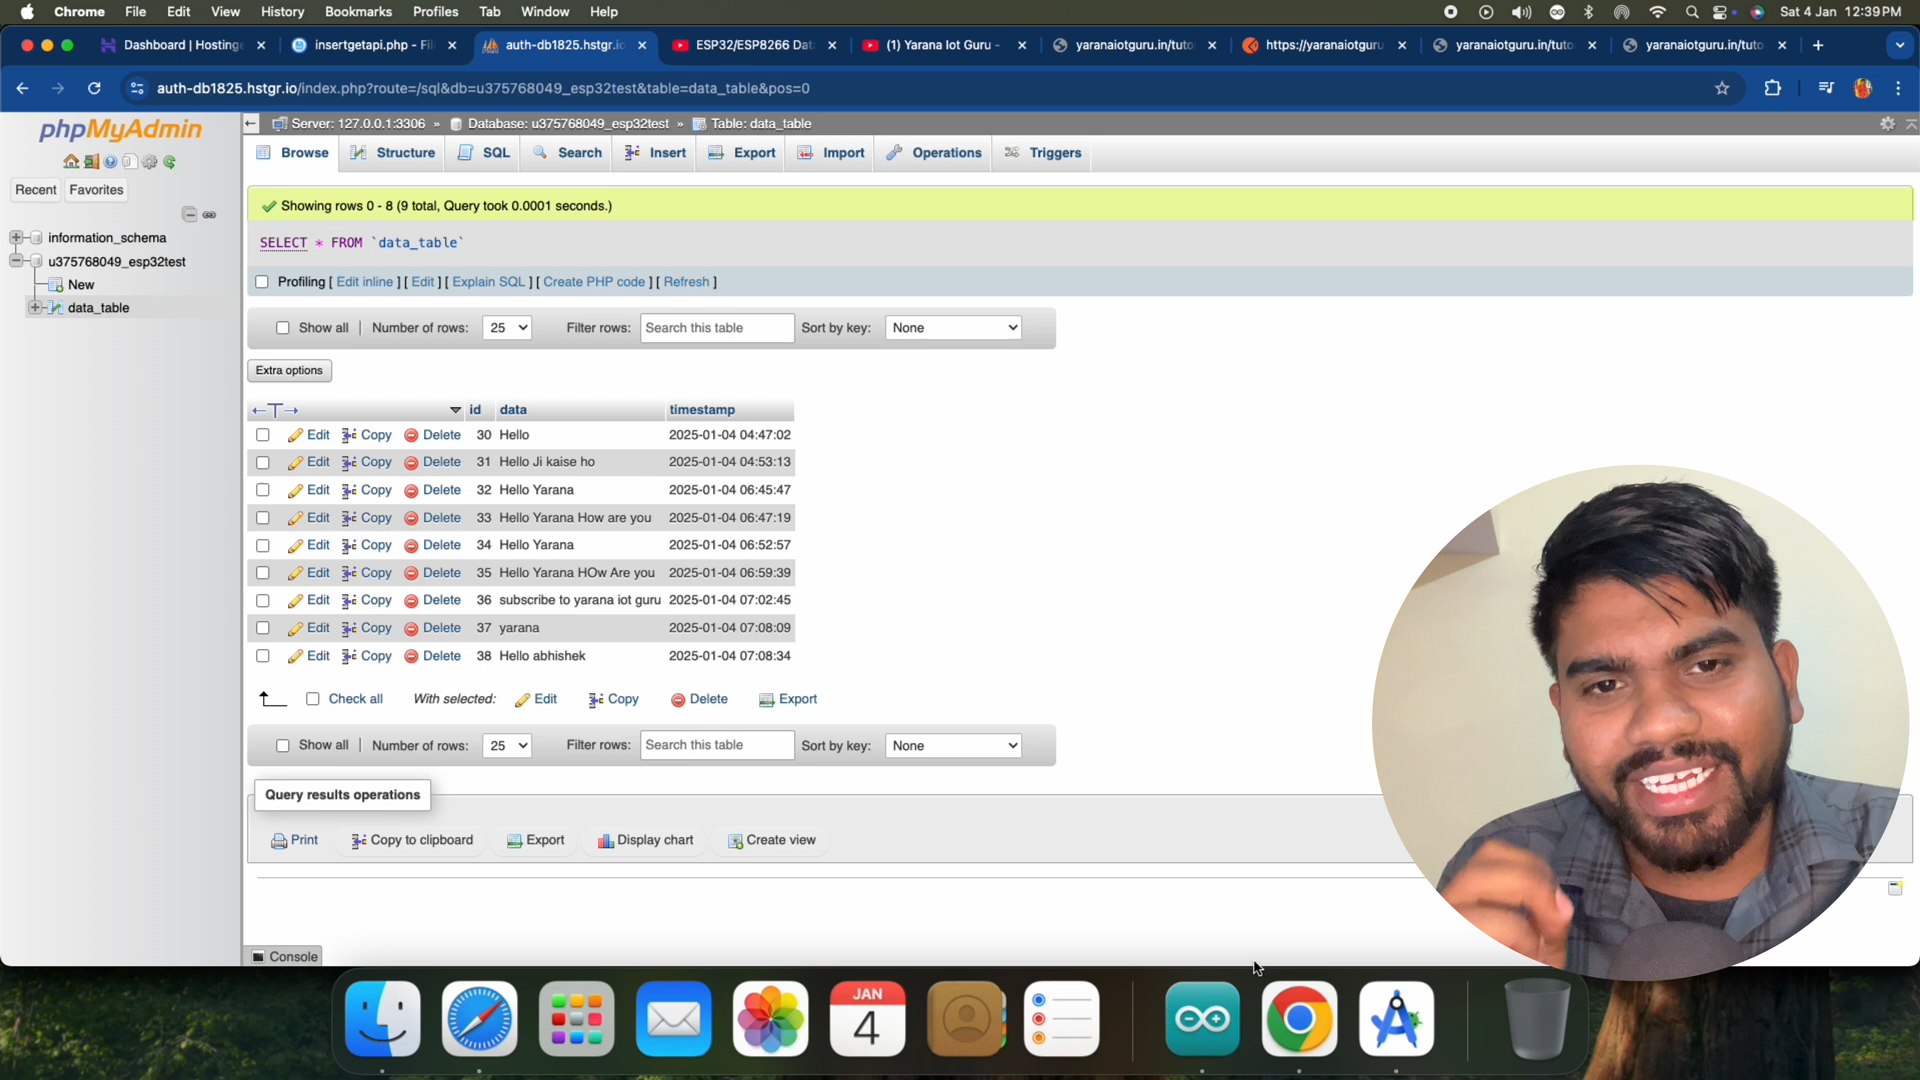 Chrome File Edit View History Bookmarks Profiles Tab Window Help Sat 4 Jan 12:39 PM
Dashboard | Hostinge insertgetapi.php - Fil auth-db1825.hstgr.io ESP32/ESP8266 Dat (1) Yarana Iot Guru - yaranaiotguru.in/tuto https://yaranaiotguru yaranaiotguru.in/tuto yaranaiotguru.in/tuto
auth-db1825.hstgr.io/index.php?route=/sql&db=u375768049_esp32test&table=data_table&pos=0
phpMyAdmin
Recent Favorites
information_schema
u375768049_esp32test
New
data_table
Server: 127.0.0.1:3306 » Database: u375768049_esp32test » Table: data_table
Browse Structure SQL Search Insert Export Import Operations Triggers
Showing rows 0 - 8 (9 total, Query took 0.0001 seconds.)
SELECT * FROM `data_table`
Profiling [ Edit inline ] [ Edit ] [ Explain SQL ] [ Create PHP code ] [ Refresh ]
Show all | Number of rows: 25 Filter rows: Search this table Sort by key: None
Extra options
id data timestamp
Edit Copy Delete 30 Hello 2025-01-04 04:47:02
Edit Copy Delete 31 Hello Ji kaise ho 2025-01-04 04:53:13
Edit Copy Delete 32 Hello Yarana 2025-01-04 06:45:47
Edit Copy Delete 33 Hello Yarana How are you 2025-01-04 06:47:19
Edit Copy Delete 34 Hello Yarana 2025-01-04 06:52:57
Edit Copy Delete 35 Hello Yarana HOw Are you 2025-01-04 06:59:39
Edit Copy Delete 36 subscribe to yarana iot guru 2025-01-04 07:02:45
Edit Copy Delete 37 yarana 2025-01-04 07:08:09
Edit Copy Delete 38 Hello abhishek 2025-01-04 07:08:34
Check all With selected: Edit Copy Delete Export
Show all | Number of rows: 25 Filter rows: Search this table Sort by key: None
Query results operations
Print Copy to clipboard Export Display chart Create view
Console
JAN
4